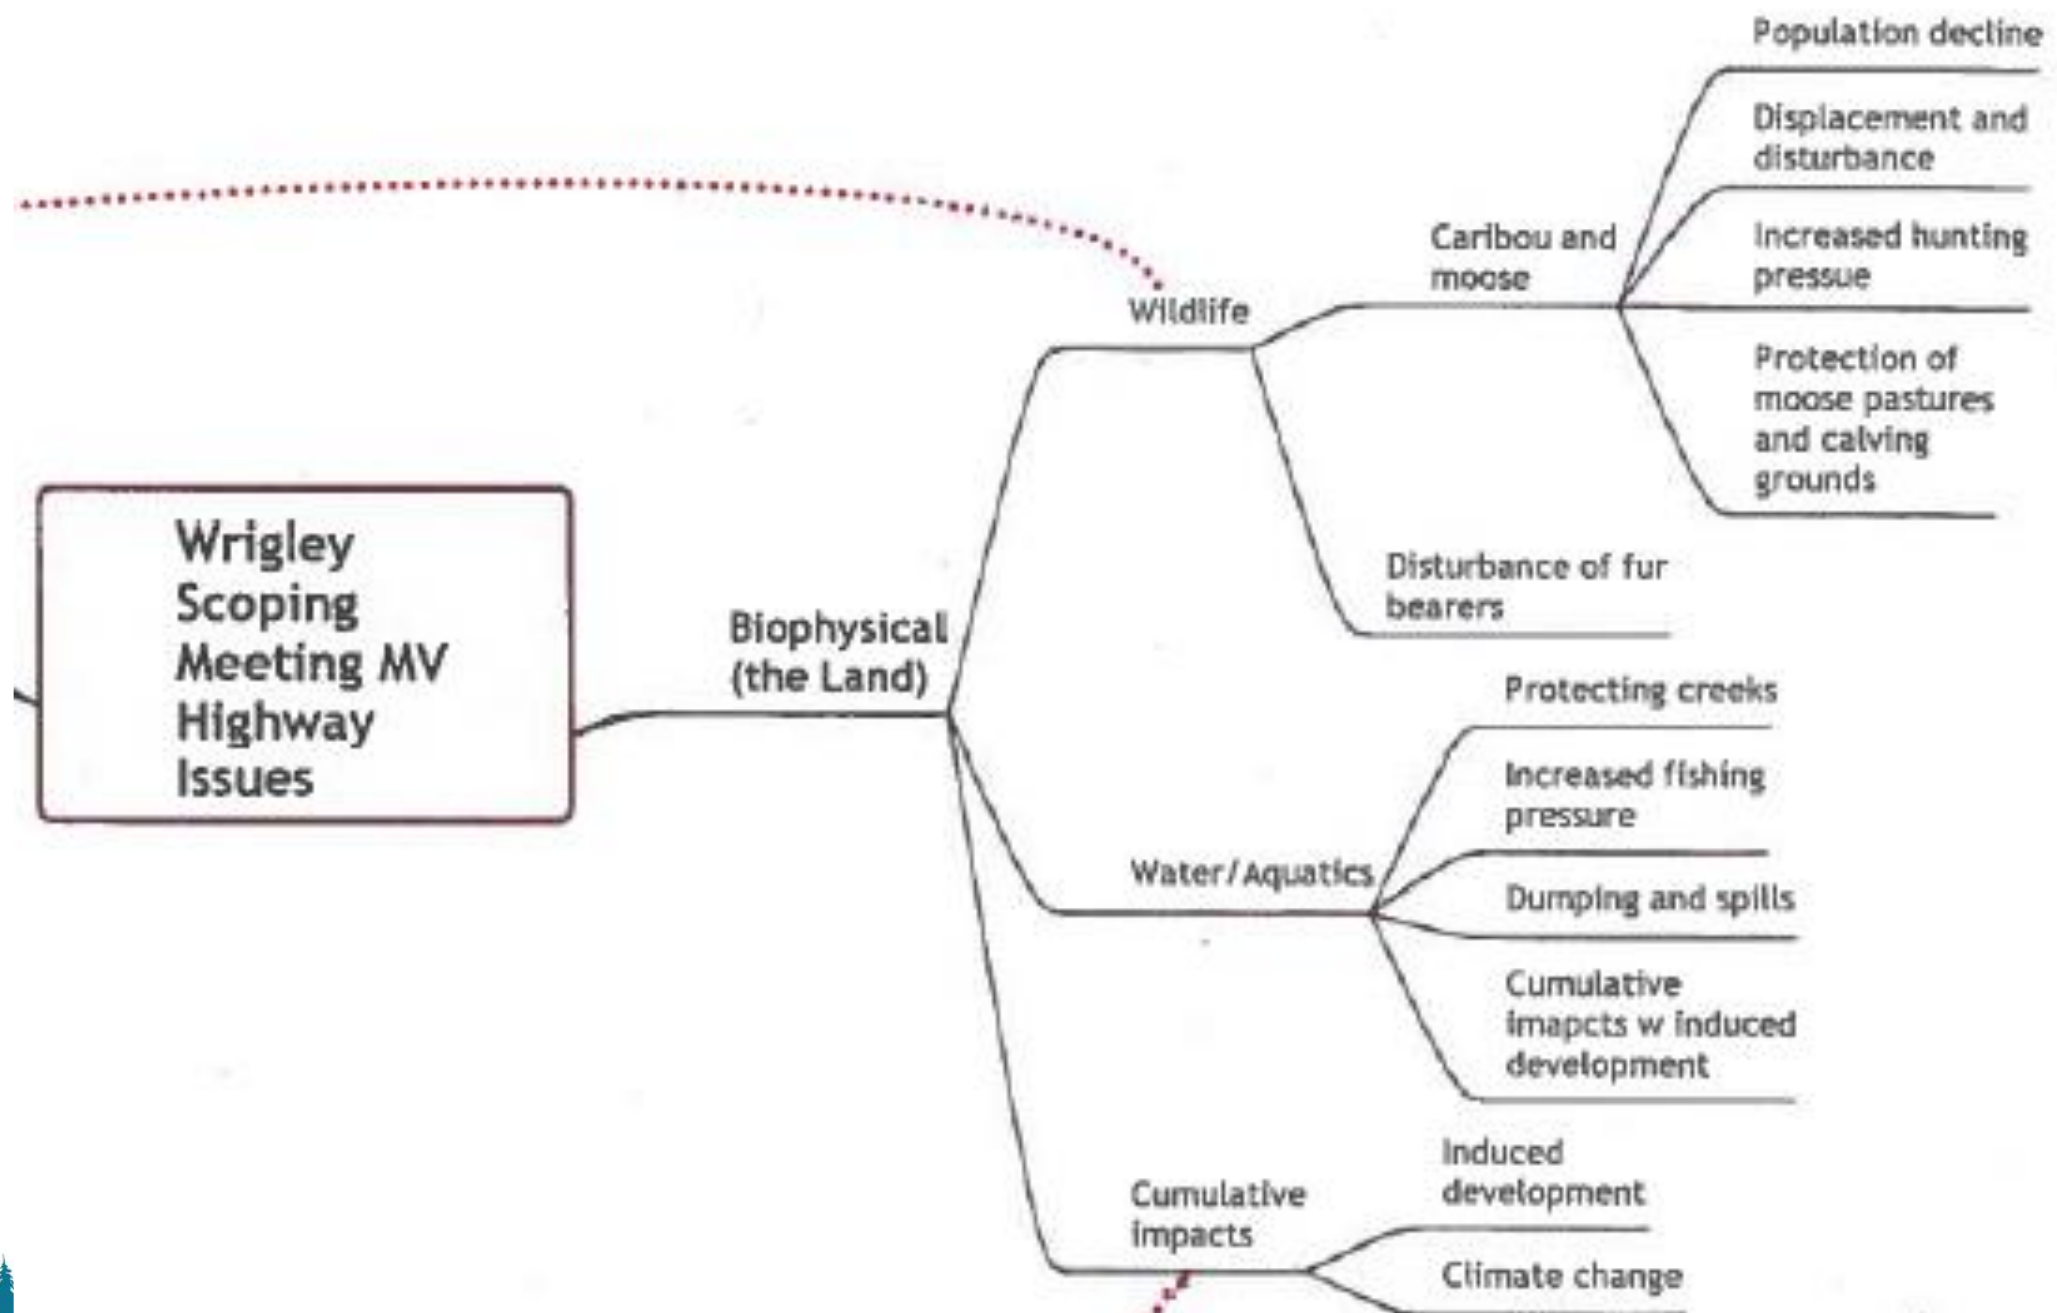 Population decline
Displacement and
disturbance
Increased hunting
pressue
Protection of
moose pastures
and calving
grounds
Caribou and
moose
Wildlife
Disturbance of fur
bearers
Wrigley
Scoping
Meeting MV
Highway
Issues
Biophysical
(the Land)
Protecting creeks
Increased fishing
pressure
Dumping and spills
Cumulative
imapcts w induced
development
Water/Aquatics
Cumulative
impacts
Induced
development
Climate change